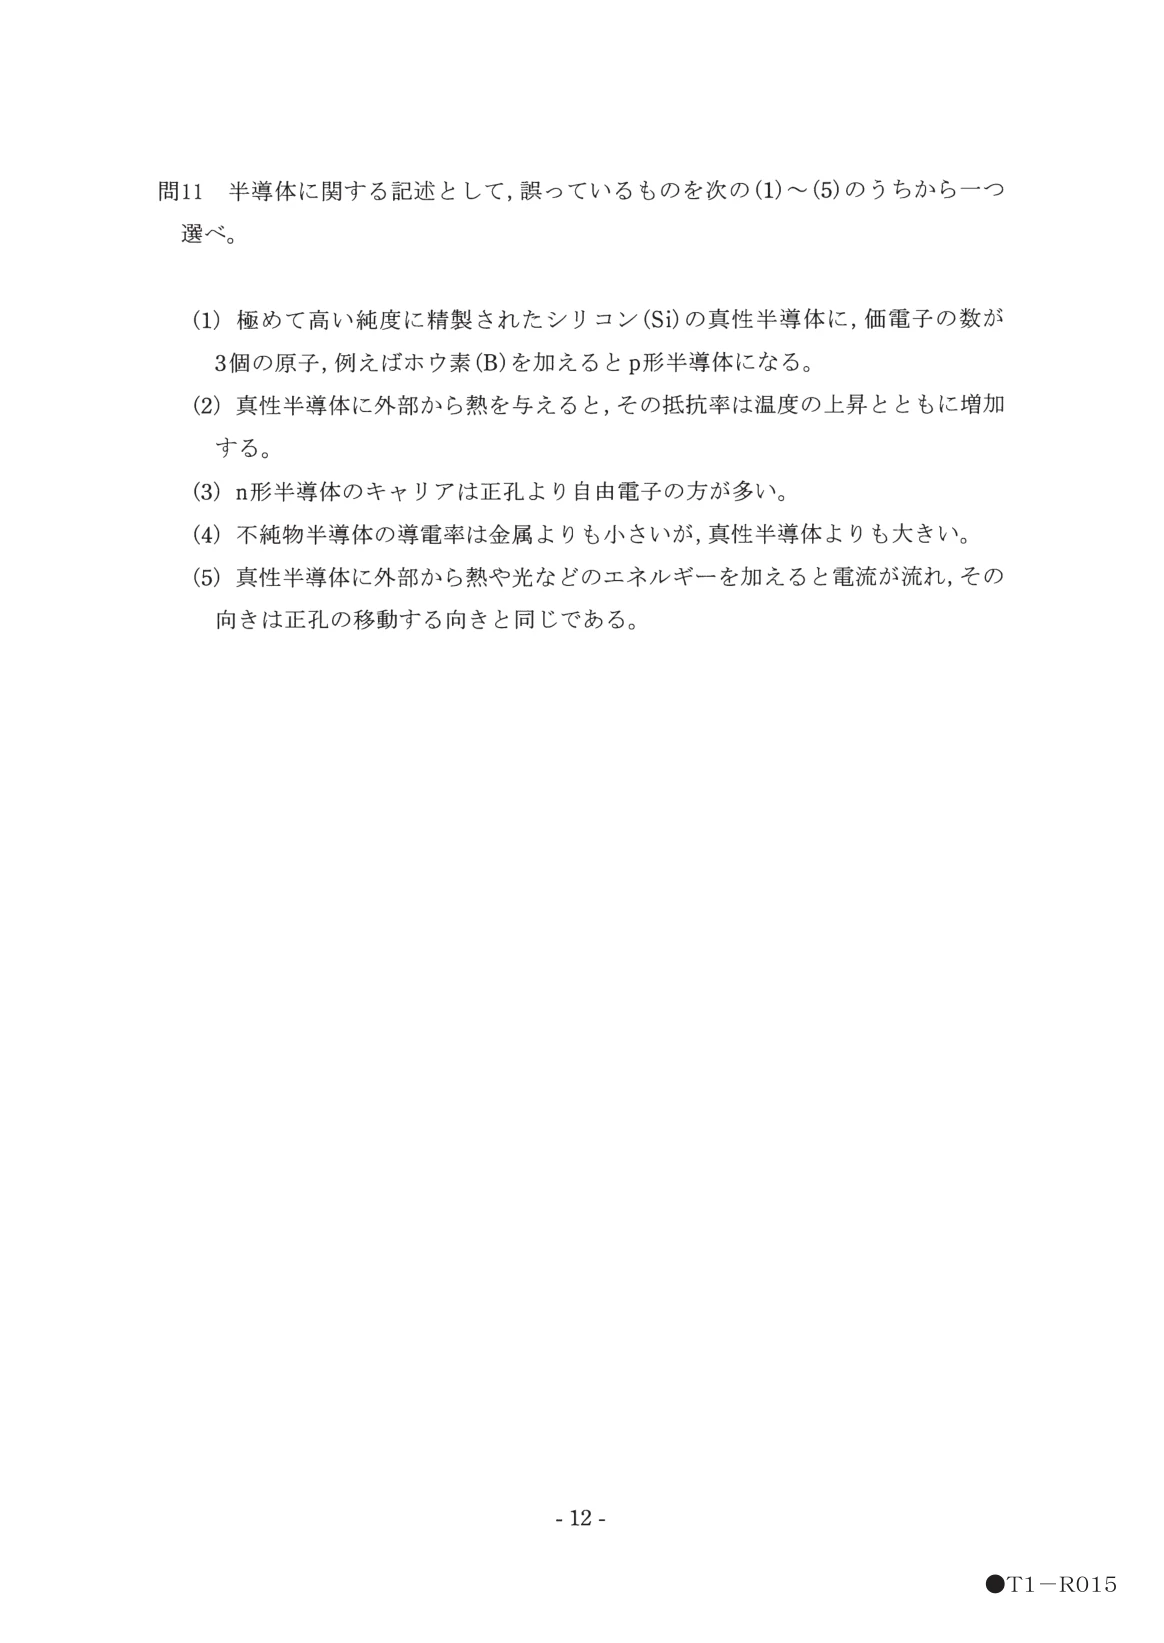 問11　半導体に関する記述として,誤っているものを次の(1)～(5)のうちから一つ
選べ。
(1) 極めて高い純度に精製されたシリコン(Si)の真性半導体に,価電子の数が
3個の原子,例えばホウ素(B)を加えるとp形半導体になる。
(2) 真性半導体に外部から熱を与えると,その抵抗率は温度の上昇とともに増加
する。
(3) n形半導体のキャリアは正孔より自由電子の方が多い。
(4) 不純物半導体の導電率は金属よりも小さいが,真性半導体よりも大きい。
(5) 真性半導体に外部から熱や光などのエネルギーを加えると電流が流れ,その
向きは正孔の移動する向きと同じである。
- 12 -
●T1－R015